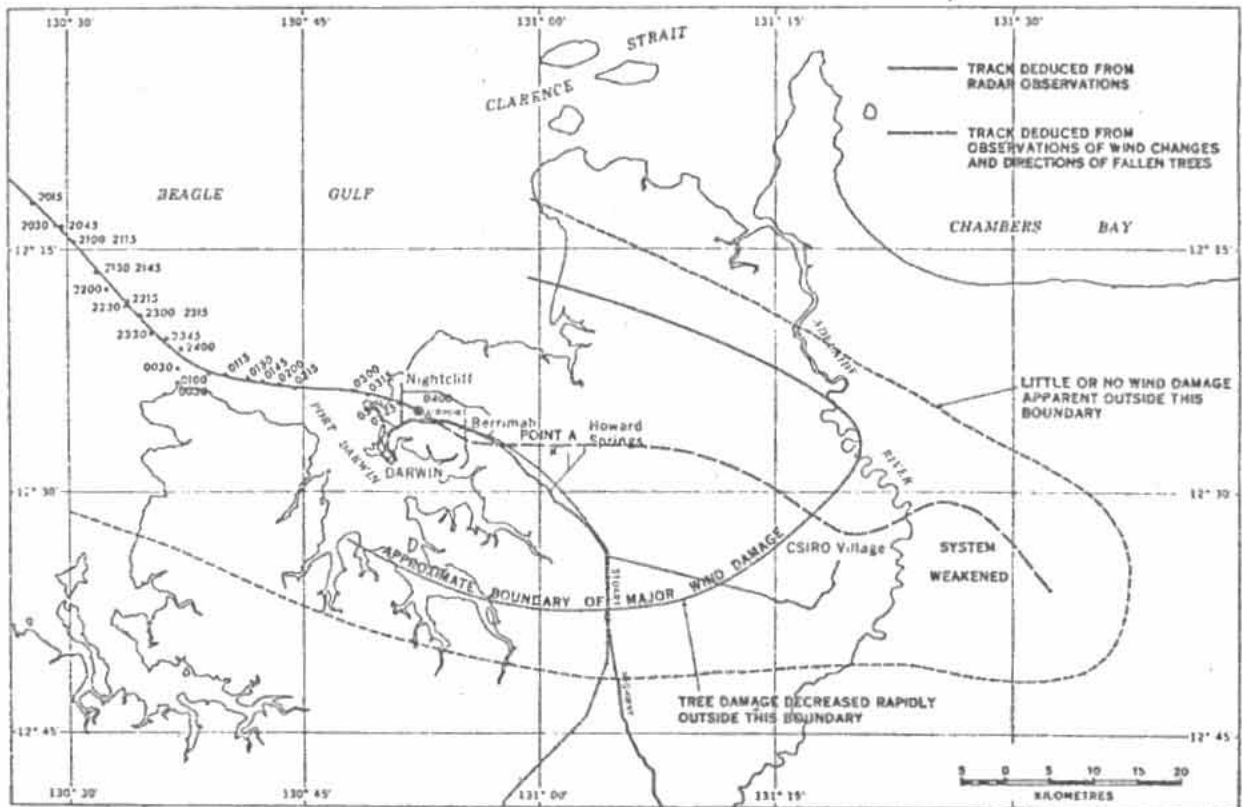 130° 30'
130° 45'
131° 00'
131° 15'
131° 30'
STRAIT
CLARENCE
TRACK DEDUCED FROM
RADAR OBSERVATIONS
TRACK DEDUCED FROM
OBSERVATIONS OF WIND CHANGES
AND DIRECTIONS OF FALLEN TREES
BEAGLE GULF
CHAMBERS BAY
2015
2030 2045
2100 2115
12° 15'
12° 15'
2130 2145
2200
2215
2230
2300 2315
2330
2345
2400
0030
0100
0115
0130
0145
0200
0215
0300
0315
0400
Nightcliff
ADELAIDE
RIVER
LITTLE OR NO WIND DAMAGE
APPARENT OUTSIDE THIS
BOUNDARY
PORT DARWIN
Berrimah
POINT A
Howard
Springs
DARWIN
12° 30'
12° 30'
D
CSIRO Village
SYSTEM
WEAKENED
APPROXIMATE BOUNDARY OF MAJOR WIND DAMAGE
STUART
HIGHWAY
TREE DAMAGE DECREASED RAPIDLY
OUTSIDE THIS BOUNDARY
12° 45'
12° 45'
5 0 5 10 15 20
KILOMETRES
130° 30'
130° 45'
131° 00'
131° 15'
131° 30'